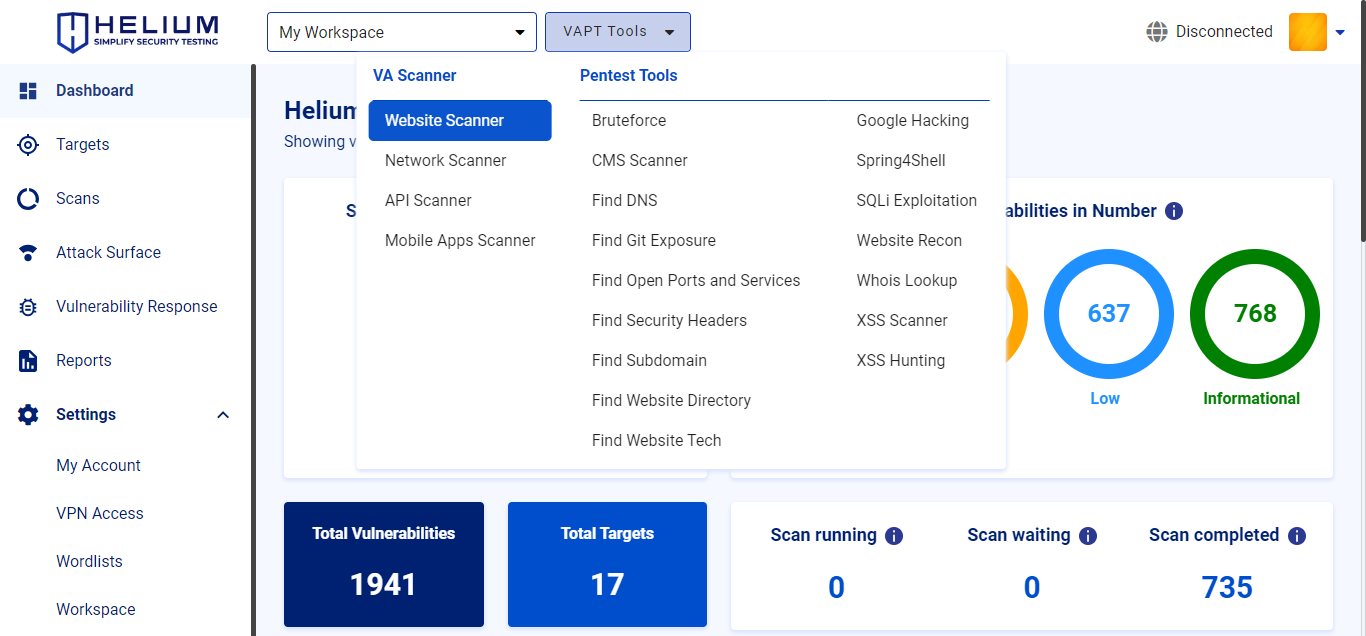 HELIUM
SIMPLIFY SECURITY TESTING
My Workspace
VAPT Tools
Disconnected
Dashboard
Targets
Scans
Attack Surface
Vulnerability Response
Reports
Settings
My Account
VPN Access
Wordlists
Workspace
Helium
Showing v
VA Scanner
Website Scanner
Network Scanner
API Scanner
Mobile Apps Scanner
Pentest Tools
Bruteforce
CMS Scanner
Find DNS
Find Git Exposure
Find Open Ports and Services
Find Security Headers
Find Subdomain
Find Website Directory
Find Website Tech
Google Hacking
Spring4Shell
SQLi Exploitation
Website Recon
Whois Lookup
XSS Scanner
XSS Hunting
S
abilities in Number
637
Low
768
Informational
Total Vulnerabilities
1941
Total Targets
17
Scan running
0
Scan waiting
0
Scan completed
735